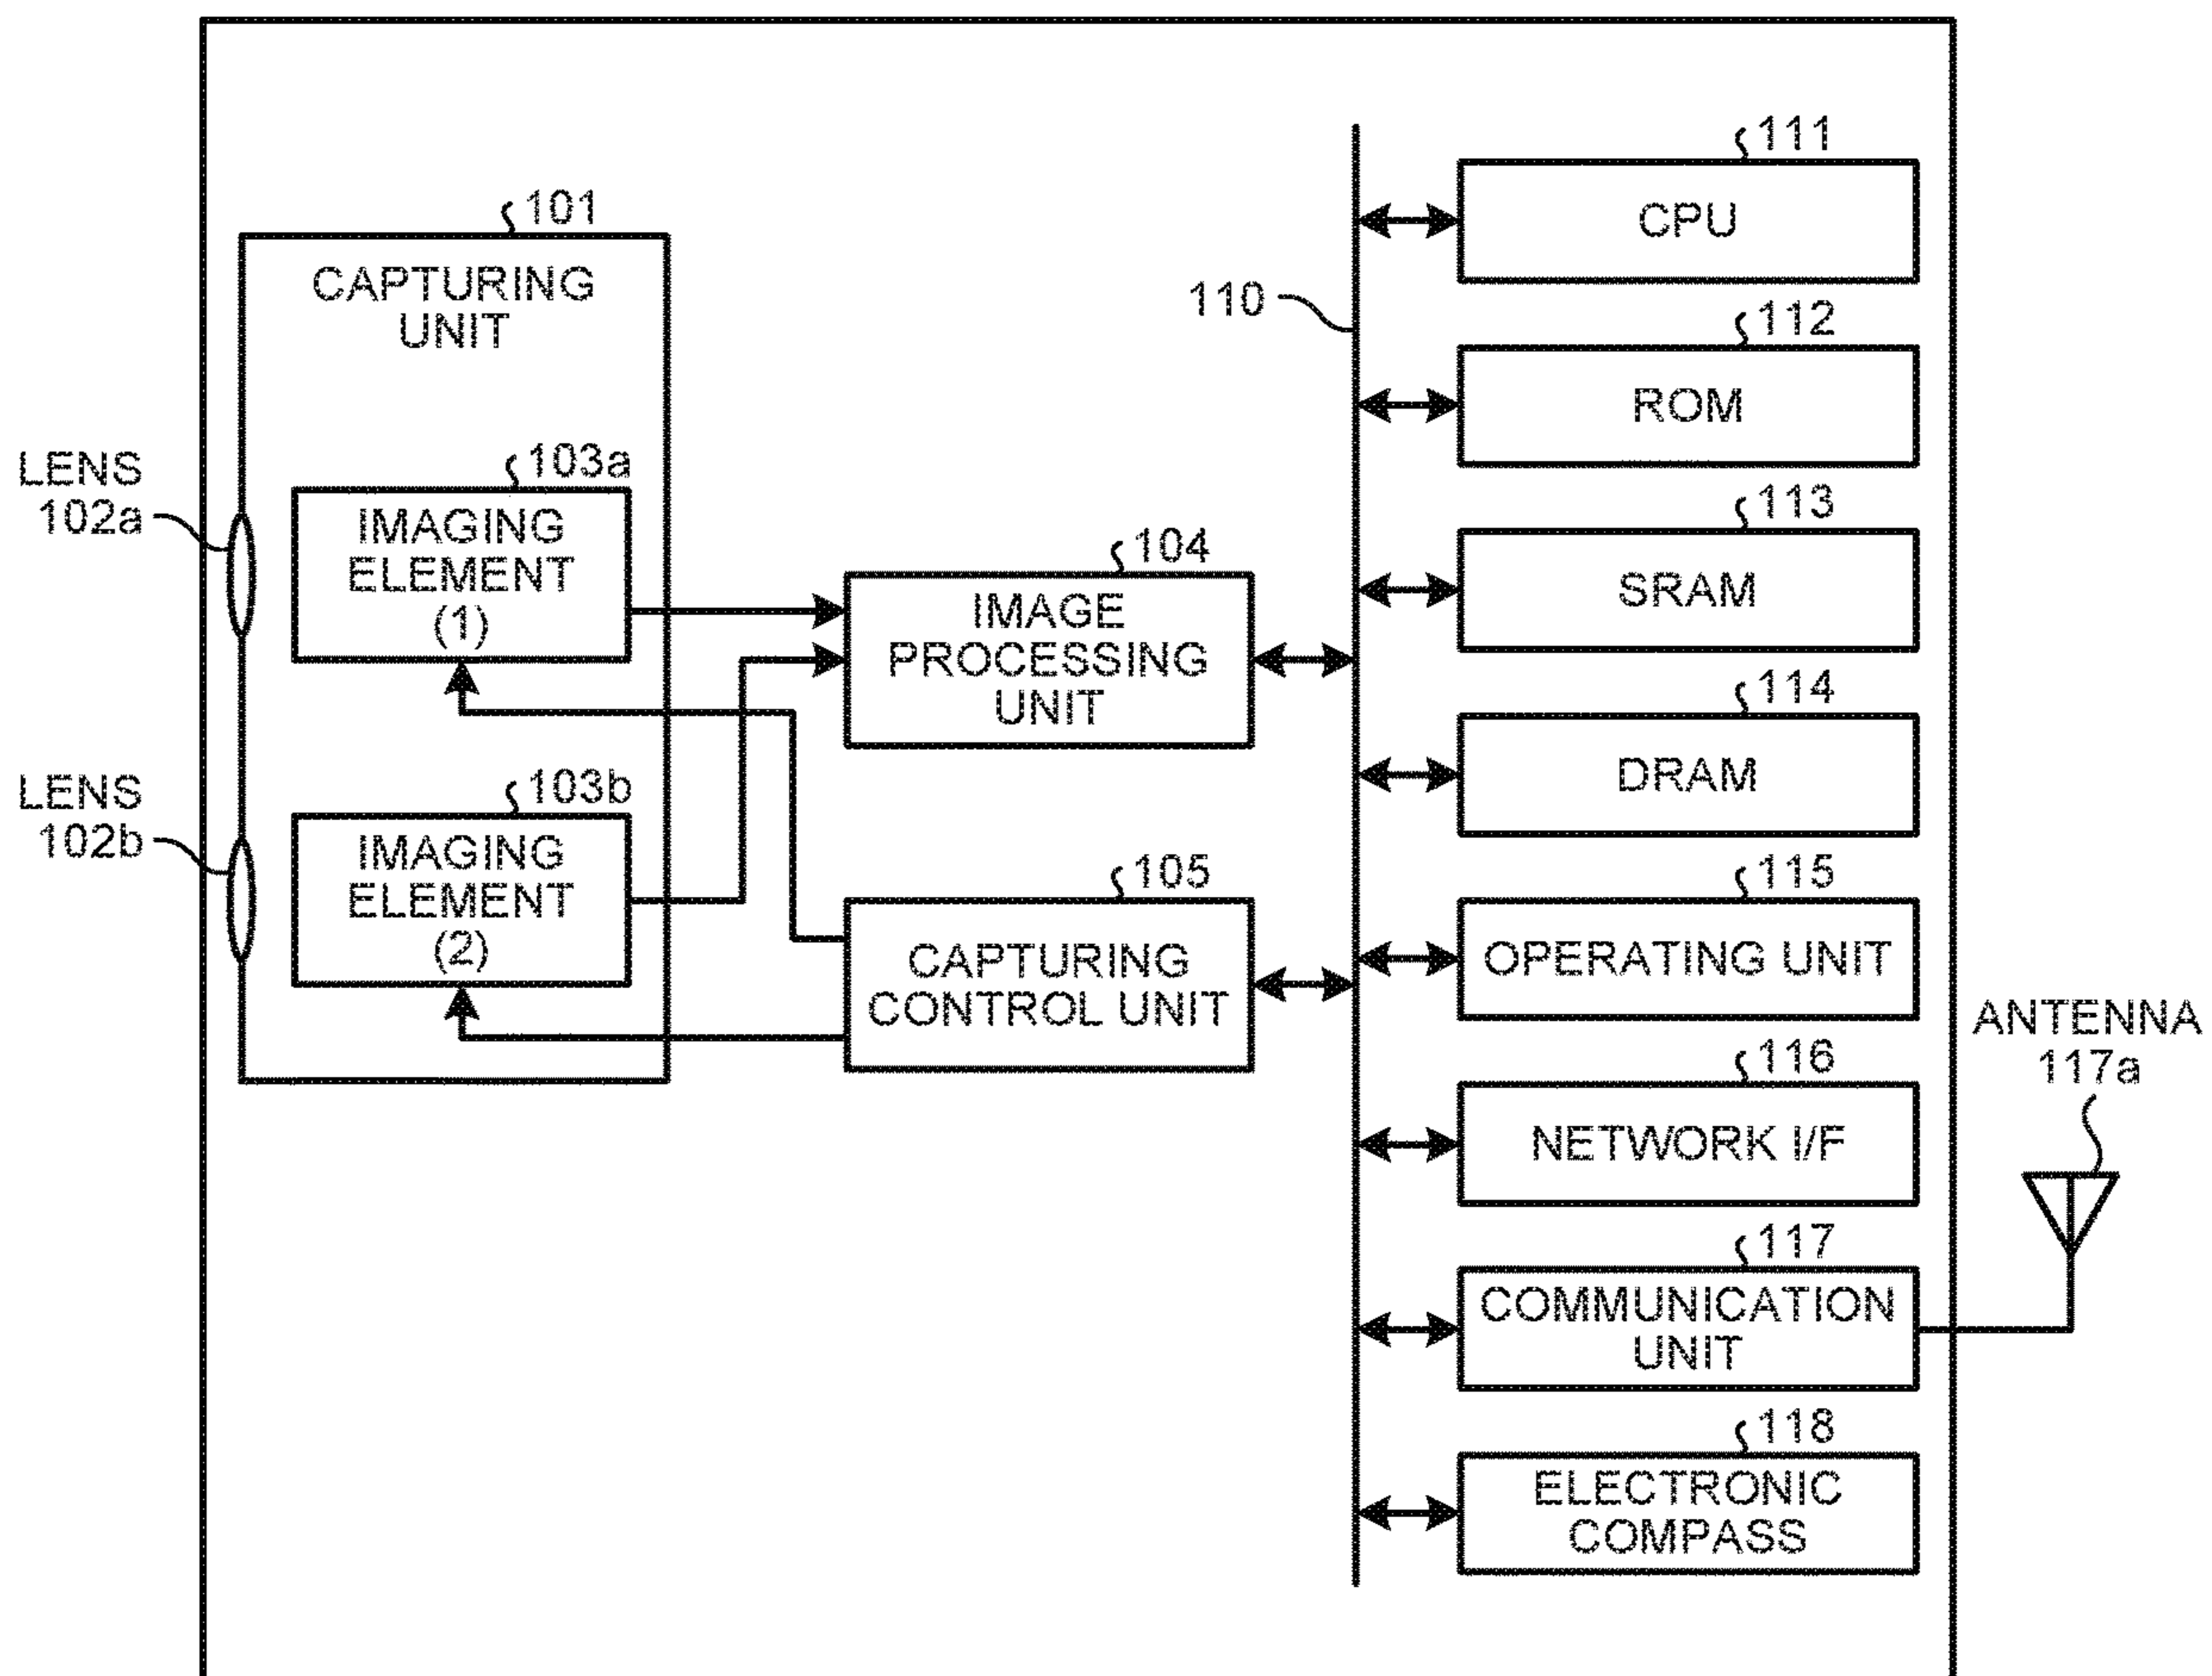 101
CAPTURING
UNIT
LENS
102a
103a
IMAGING
ELEMENT
(1)
LENS
102b
103b
IMAGING
ELEMENT
(2)
104
IMAGE
PROCESSING
UNIT
105
CAPTURING
CONTROL UNIT
110
111
CPU
112
ROM
113
SRAM
114
DRAM
115
OPERATING UNIT
116
NETWORK I/F
117
COMMUNICATION
UNIT
ANTENNA
117a
118
ELECTRONIC
COMPASS